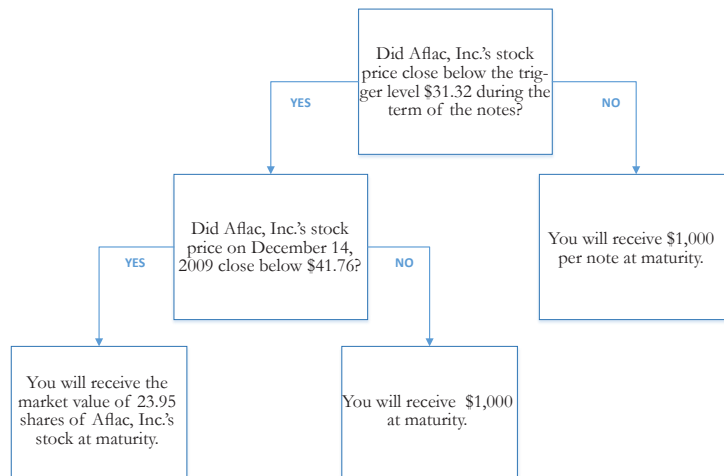 Did Aflac, Inc.'s stock
price close below the trig-
ger level $31.32 during the
term of the notes?
YES
NO
Did Aflac, Inc.'s stock
price on December 14,
2009 close below $41.76?
You will receive $1,000
per note at maturity.
YES
NO
You will receive the
market value of 23.95
shares of Aflac, Inc.'s
stock at maturity.
You will receive $1,000
at maturity.